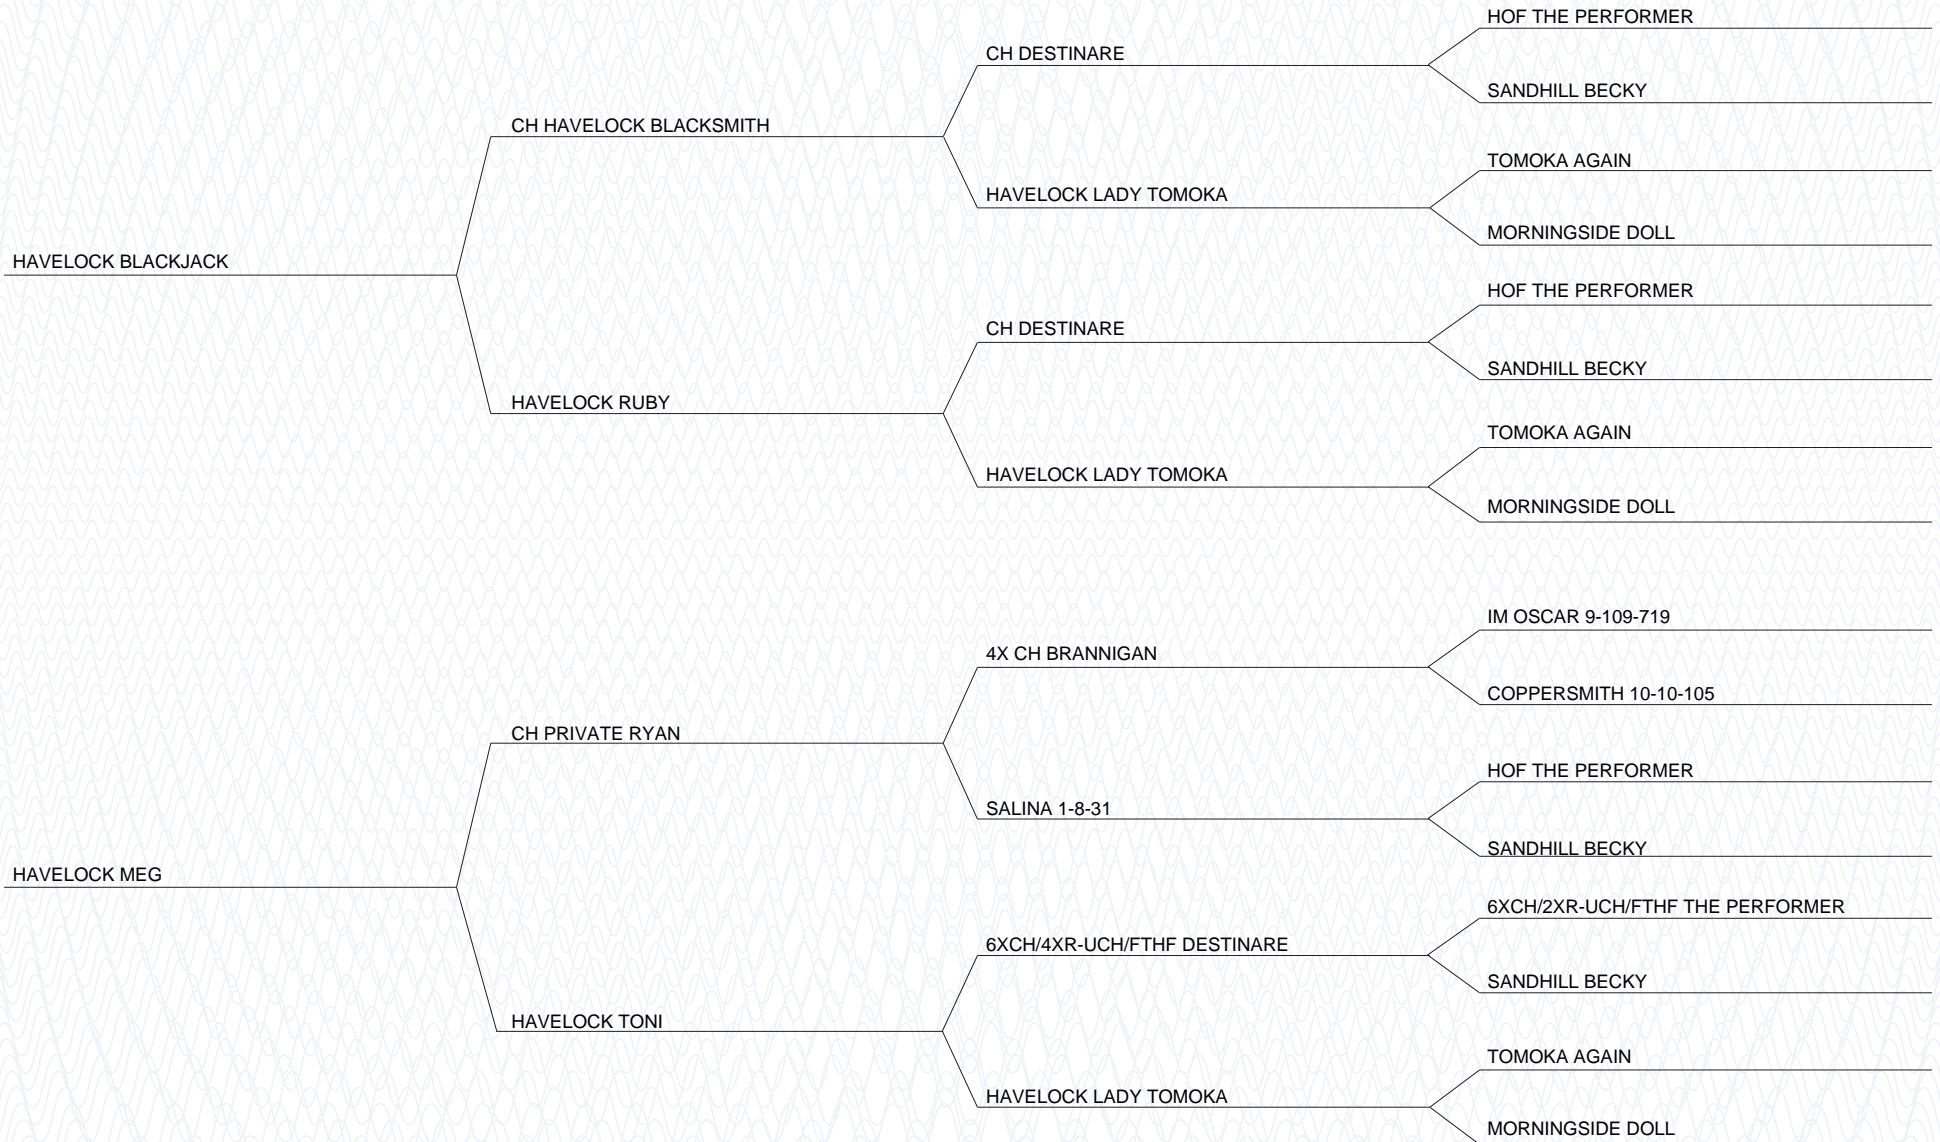 HOF THE PERFORMER
CH DESTINARE
SANDHILL BECKY
CH HAVELOCK BLACKSMITH
TOMOKA AGAIN
HAVELOCK LADY TOMOKA
MORNINGSIDE DOLL
HAVELOCK BLACKJACK
HOF THE PERFORMER
CH DESTINARE
SANDHILL BECKY
HAVELOCK RUBY
TOMOKA AGAIN
HAVELOCK LADY TOMOKA
MORNINGSIDE DOLL
IM OSCAR 9-109-719
4X CH BRANNIGAN
COPPERSMITH 10-10-105
CH PRIVATE RYAN
HOF THE PERFORMER
SALINA 1-8-31
SANDHILL BECKY
HAVELOCK MEG
6XCH/2XR-UCH/FTHF THE PERFORMER
6XCH/4XR-UCH/FTHF DESTINARE
SANDHILL BECKY
HAVELOCK TONI
TOMOKA AGAIN
HAVELOCK LADY TOMOKA
MORNINGSIDE DOLL